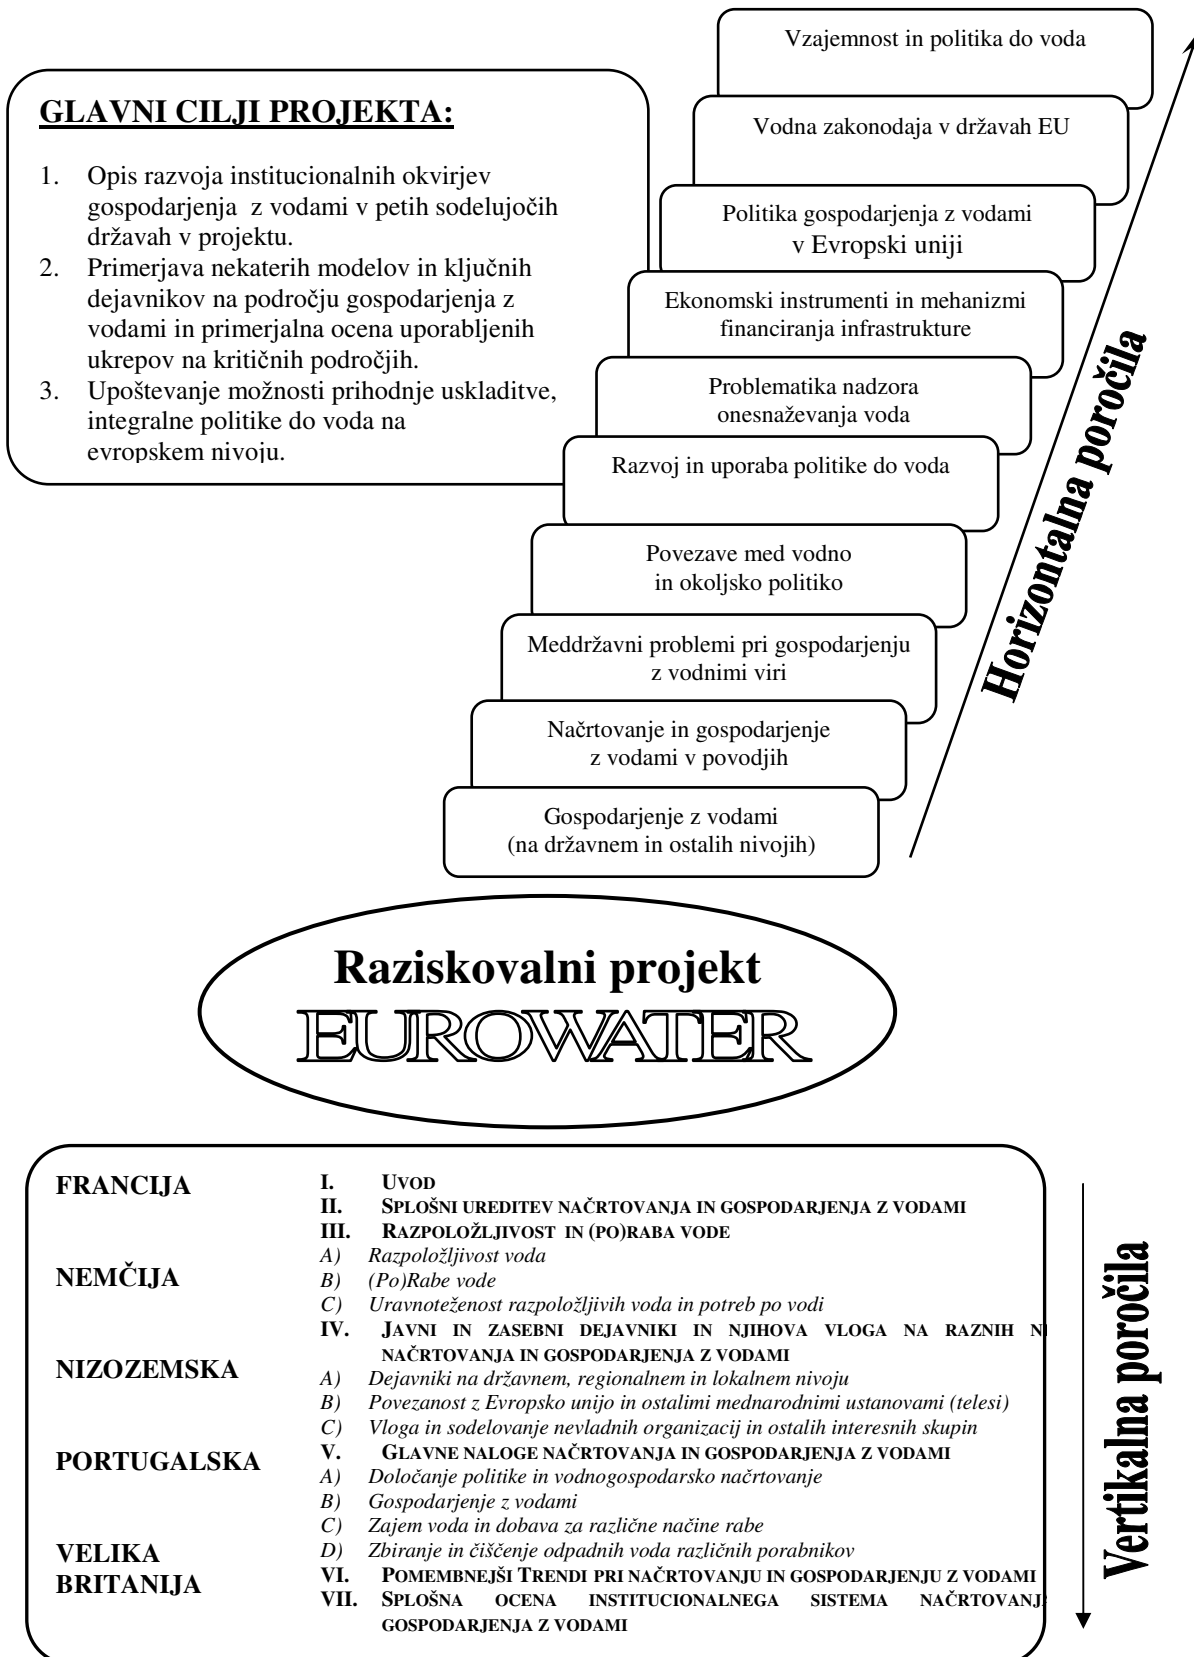 GLAVNI CILJI PROJEKTA:
1. Opis razvoja institucionalnih okvirjev
gospodarjenja z vodami v petih sodelujočih
državah v projektu.
2. Primerjava nekaterih modelov in ključnih
dejavnikov na področju gospodarjenja z
vodami in primerjalna ocena uporabljenih
ukrepov na kritičnih področjih.
3. Upoštevanje možnosti prihodnje uskladitve,
integralne politike do voda na
evropskem nivoju.
Vzajemnost in politika do voda
Vodna zakonodaja v državah EU
Politika gospodarjenja z vodami
v Evropski uniji
Ekonomski instrumenti in mehanizmi
financiranja infrastrukture
Problematika nadzora
onesnaževanja voda
Razvoj in uporaba politike do voda
Povezave med vodno
in okoljsko politiko
Meddržavni problemi pri gospodarjenju
z vodnimi viri
Načrtovanje in gospodarjenje
z vodami v povodjih
Gospodarjenje z vodami
(na državnem in ostalih nivojih)
Horizontalna poročila
Raziskovalni projekt
EUROWATER
FRANCIJA
NEMČIJA
NIZOZEMSKA
PORTUGALSKA
VELIKA
BRITANIJA
I. UVOD
II. SPLOŠNI UREDITEV NAČRTOVANJA IN GOSPODARJENJA Z VODAMI
III. RAZPOLOŽLJIVOST IN (PO)RABA VODE
A) Razpoložljivost voda
B) (Po)Rabe vode
C) Uravnoteženost razpoložljivih voda in potreb po vodi
IV. JAVNI IN ZASEBNI DEJAVNIKI IN NJIHOVA VLOGA NA RAZNIH
NAČRTOVANJA IN GOSPODARJENJA Z VODAMI
A) Dejavniki na državnem, regionalnem in lokalnem nivoju
B) Povezanost z Evropsko unijo in ostalimi mednarodnimi ustanovami (telesi)
C) Vloga in sodelovanje nevladnih organizacij in ostalih interesnih skupin
V. GLAVNE NALOGE NAČRTOVANJA IN GOSPODARJENJA Z VODAMI
A) Določanje politike in vodnogospodarsko načrtovanje
B) Gospodarjenje z vodami
C) Zajem voda in dobava za različne načine rabe
D) Zbiranje in čiščenje odpadnih voda različnih porabnikov
VI. POMEMBNEJŠI TRENDI PRI NAČRTOVANJU IN GOSPODARJENJU Z VODAMI
VII. SPLOŠNA OCENA INSTITUCIONALNEGA SISTEMA NAČRTOVANJ
GOSPODARJENJA Z VODAMI
Vertikalna poročila